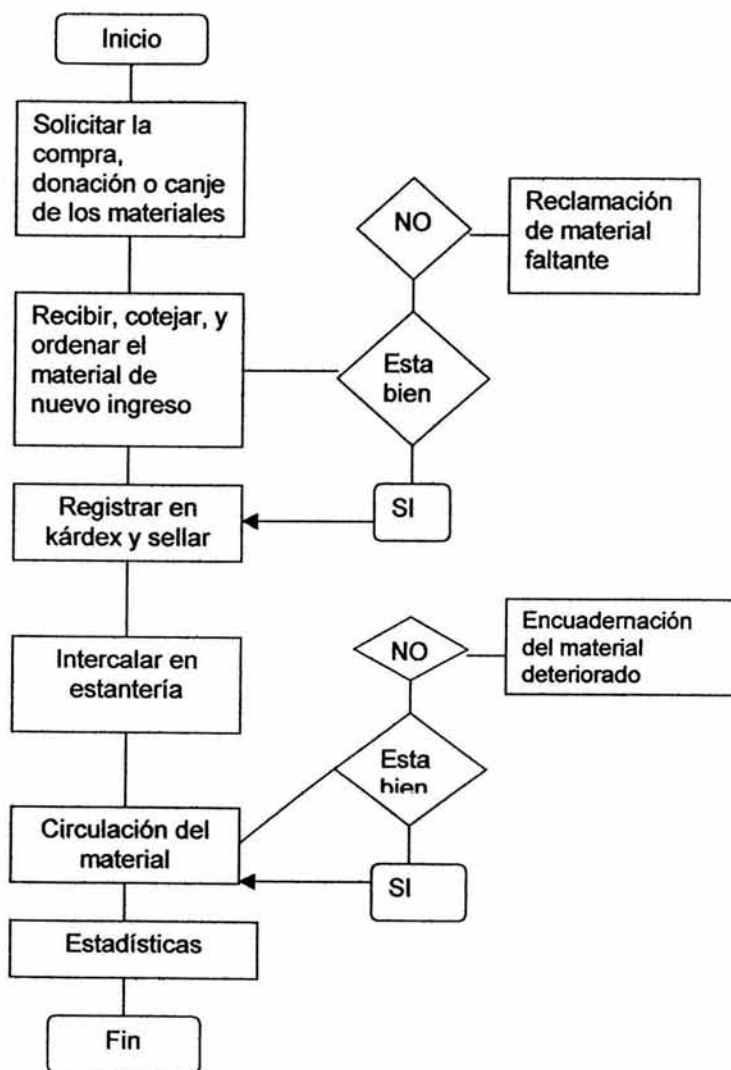 Inicio
Solicitar la
compra,
donación o canje
de los materiales
NO
Reclamación
de material
faltante
Recibir, cotejar, y
ordenar el
material de
nuevo ingreso
Esta
bien
SI
Registrar en
kárdex y sellar
Intercalar en
estantería
NO
Encuadernación
del material
deteriorado
Esta
bien
Circulación del
material
SI
Estadísticas
Fin